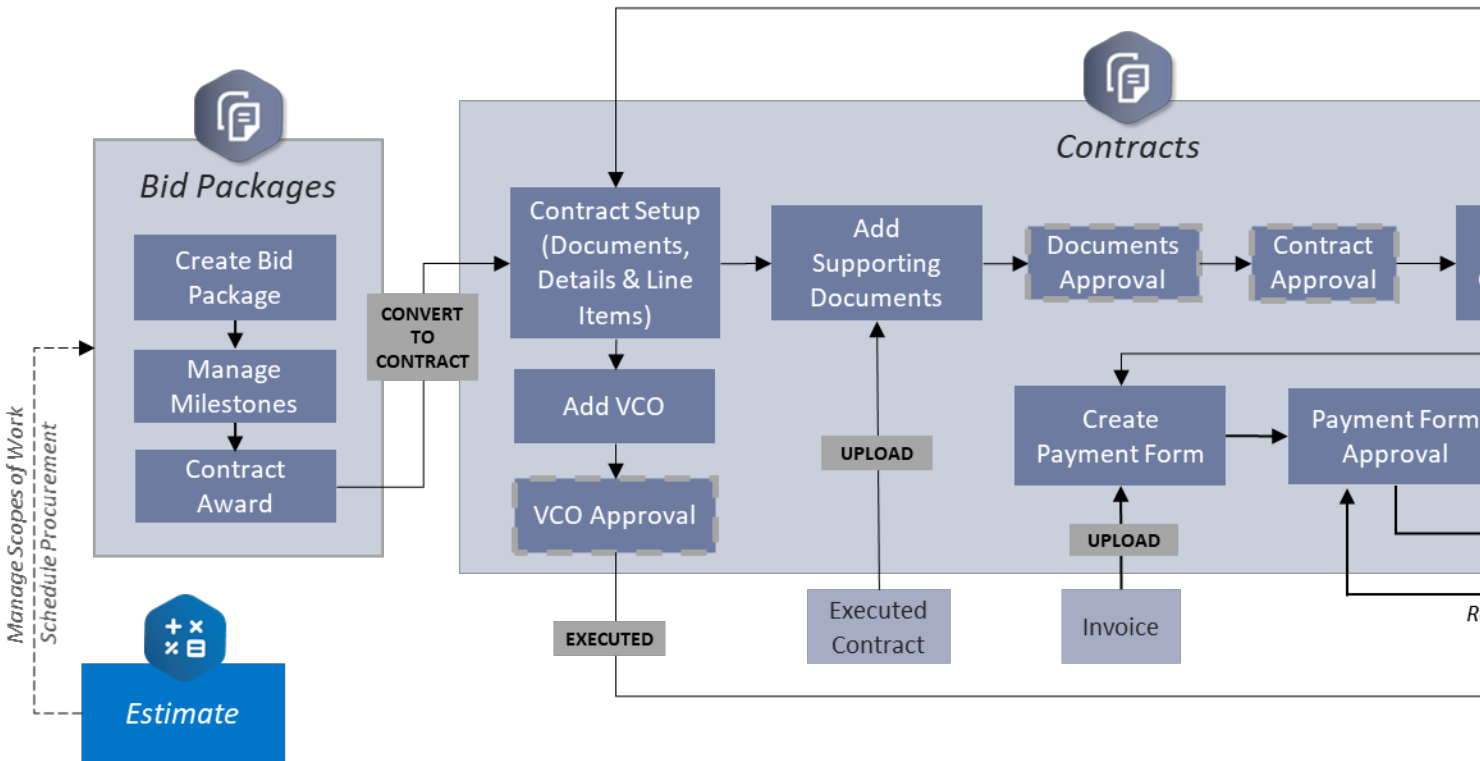 Contracts
Bid Packages
Create Bid
Package
Manage
Milestones
Contract
Award
Manage Scopes of Work
Schedule Procurement
Estimate
CONVERT
TO
CONTRACT
Contract Setup
(Documents,
Details & Line
Items)
Add VCO
VCO Approval
EXECUTED
Add
Supporting
Documents
UPLOAD
Executed
Contract
Documents
Approval
Contract
Approval
Create
Payment Form
UPLOAD
Invoice
Payment Form
Approval